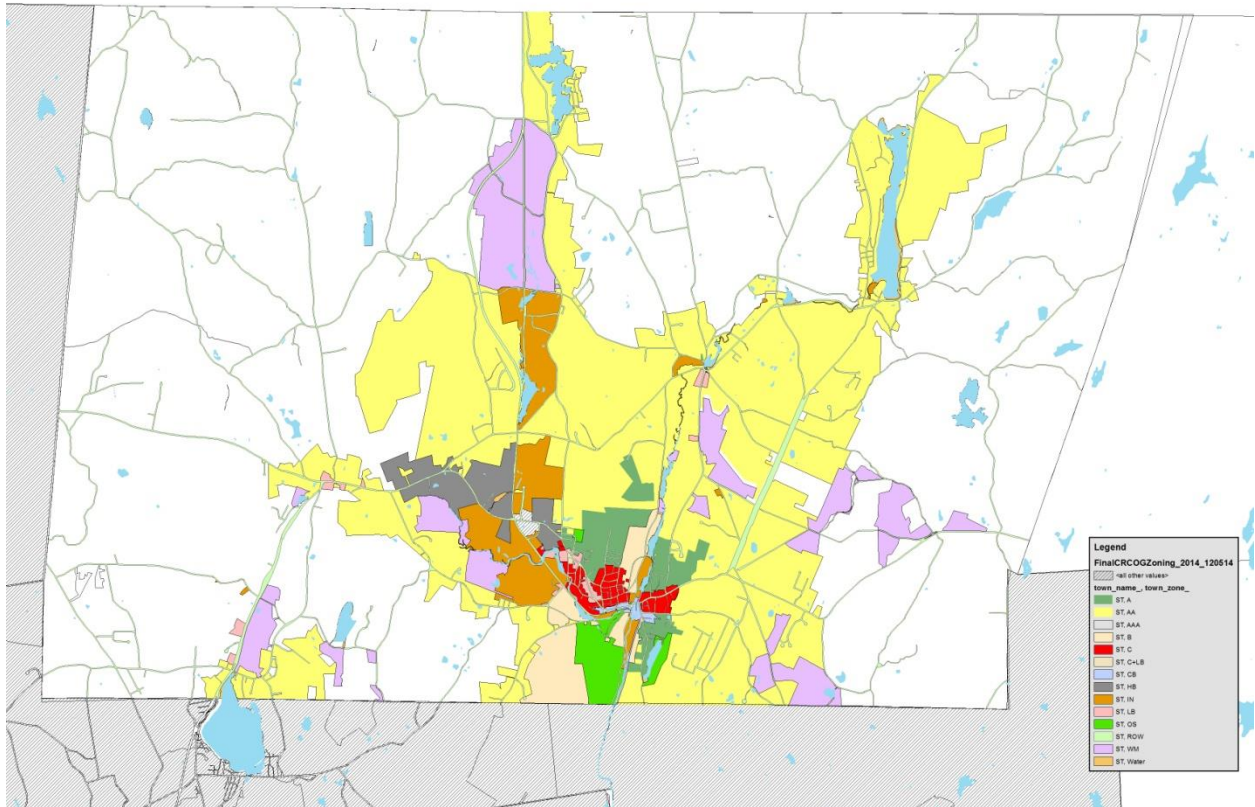 Legend
FinalCRCOGZoning_2014_120514
<all other values>
town_name_, town_zone_
ST, A
ST, AA
ST, AAA
ST, B
ST, C
ST, C+LB
ST, CB
ST, HB
ST, IN
ST, LB
ST, OS
ST, ROW
ST, WM
ST, Water